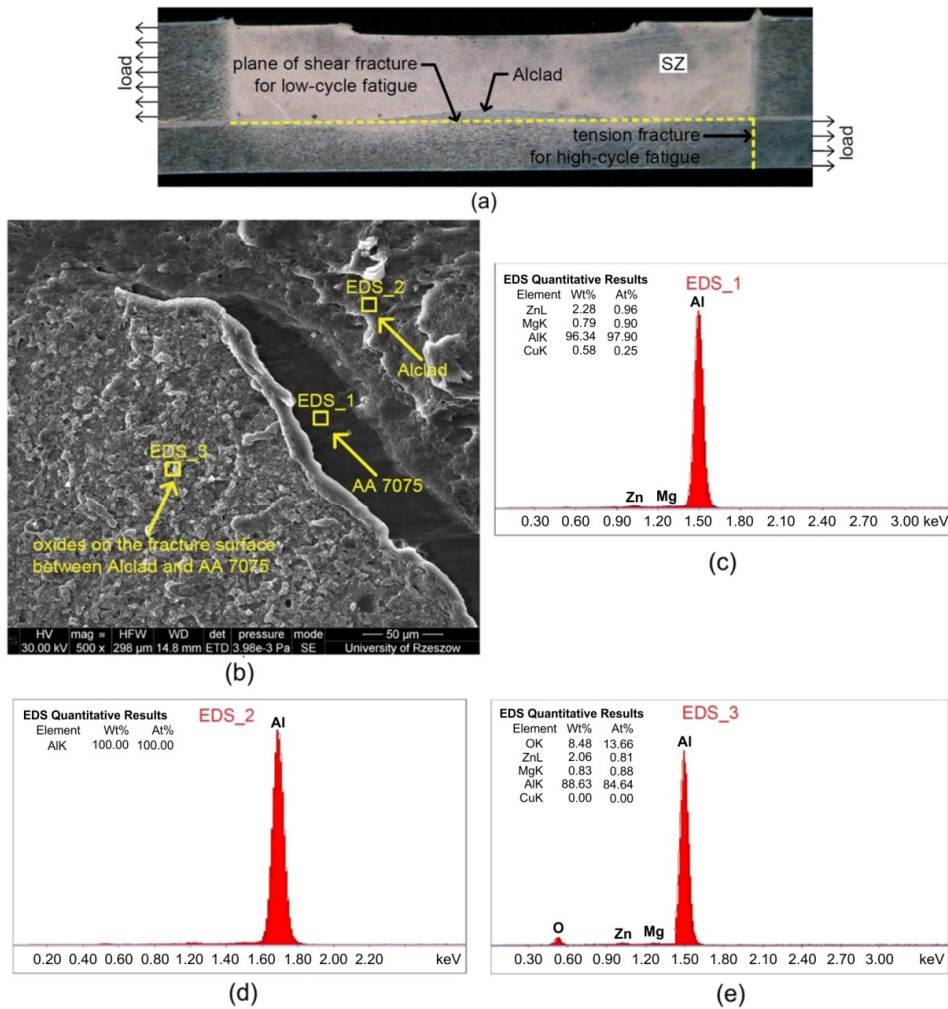 load
plane of shear fracture
for low-cycle fatigue
Alclad
SZ
tension fracture
for high-cycle fatigue
load
(a)
EDS_2
Alclad
EDS_1
AA 7075
EDS_3
oxides on the fracture surface
between Alclad and AA 7075
HV mag ¤ HFW WD det pressure mode 50 µm
30.00 kV 500 x 298 µm 14.8 mm ETD 3.98e-3 Pa SE University of Rzeszow
(b)
EDS Quantitative Results
Element Wt% At%
ZnL 2.28 0.96
MgK 0.79 0.90
AlK 96.34 97.90
CuK 0.58 0.25
EDS_1
Al
Zn Mg
0.30 0.60 0.90 1.20 1.50 1.80 2.10 2.40 2.70 3.00 keV
(c)
EDS Quantitative Results
Element Wt% At%
AlK 100.00 100.00
EDS_2
Al
0.20 0.40 0.60 0.80 1.00 1.20 1.40 1.60 1.80 2.00 2.20 keV
(d)
EDS Quantitative Results
Element Wt% At%
OK 8.48 13.66
ZnL 2.06 0.81
MgK 0.83 0.88
AlK 88.63 84.64
CuK 0.00 0.00
EDS_3
Al
O Zn Mg
0.30 0.60 0.90 1.20 1.50 1.80 2.10 2.40 2.70 3.00 keV
(e)